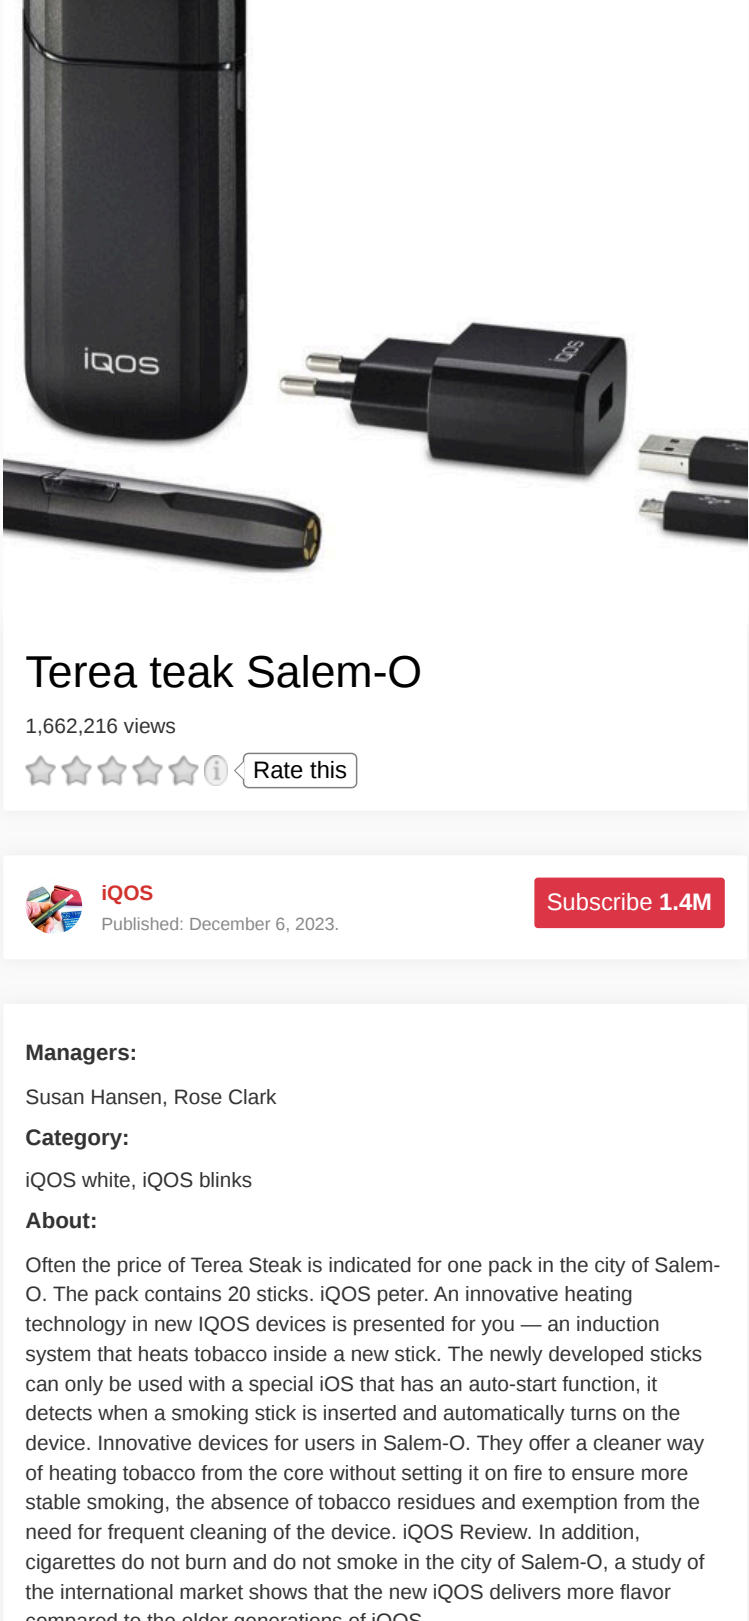 iQOS
iQOS
Terea teak Salem-O
1,662,216 views
Rate this
iQOS
Published: December 6, 2023.
Subscribe 1.4M
Managers:
Susan Hansen, Rose Clark
Category:
iQOS white, iQOS blinks
About:
Often the price of Terea Steak is indicated for one pack in the city of Salem-
O. The pack contains 20 sticks. iQOS peter. An innovative heating
technology in new IQOS devices is presented for you — an induction
system that heats tobacco inside a new stick. The newly developed sticks
can only be used with a special iOS that has an auto-start function, it
detects when a smoking stick is inserted and automatically turns on the
device. Innovative devices for users in Salem-O. They offer a cleaner way
of heating tobacco from the core without setting it on fire to ensure more
stable smoking, the absence of tobacco residues and exemption from the
need for frequent cleaning of the device. iQOS Review. In addition,
cigarettes do not burn and do not smoke in the city of Salem-O, a study of
the international market shows that the new iQOS delivers more flavor
compared to the older generations of iQOS.